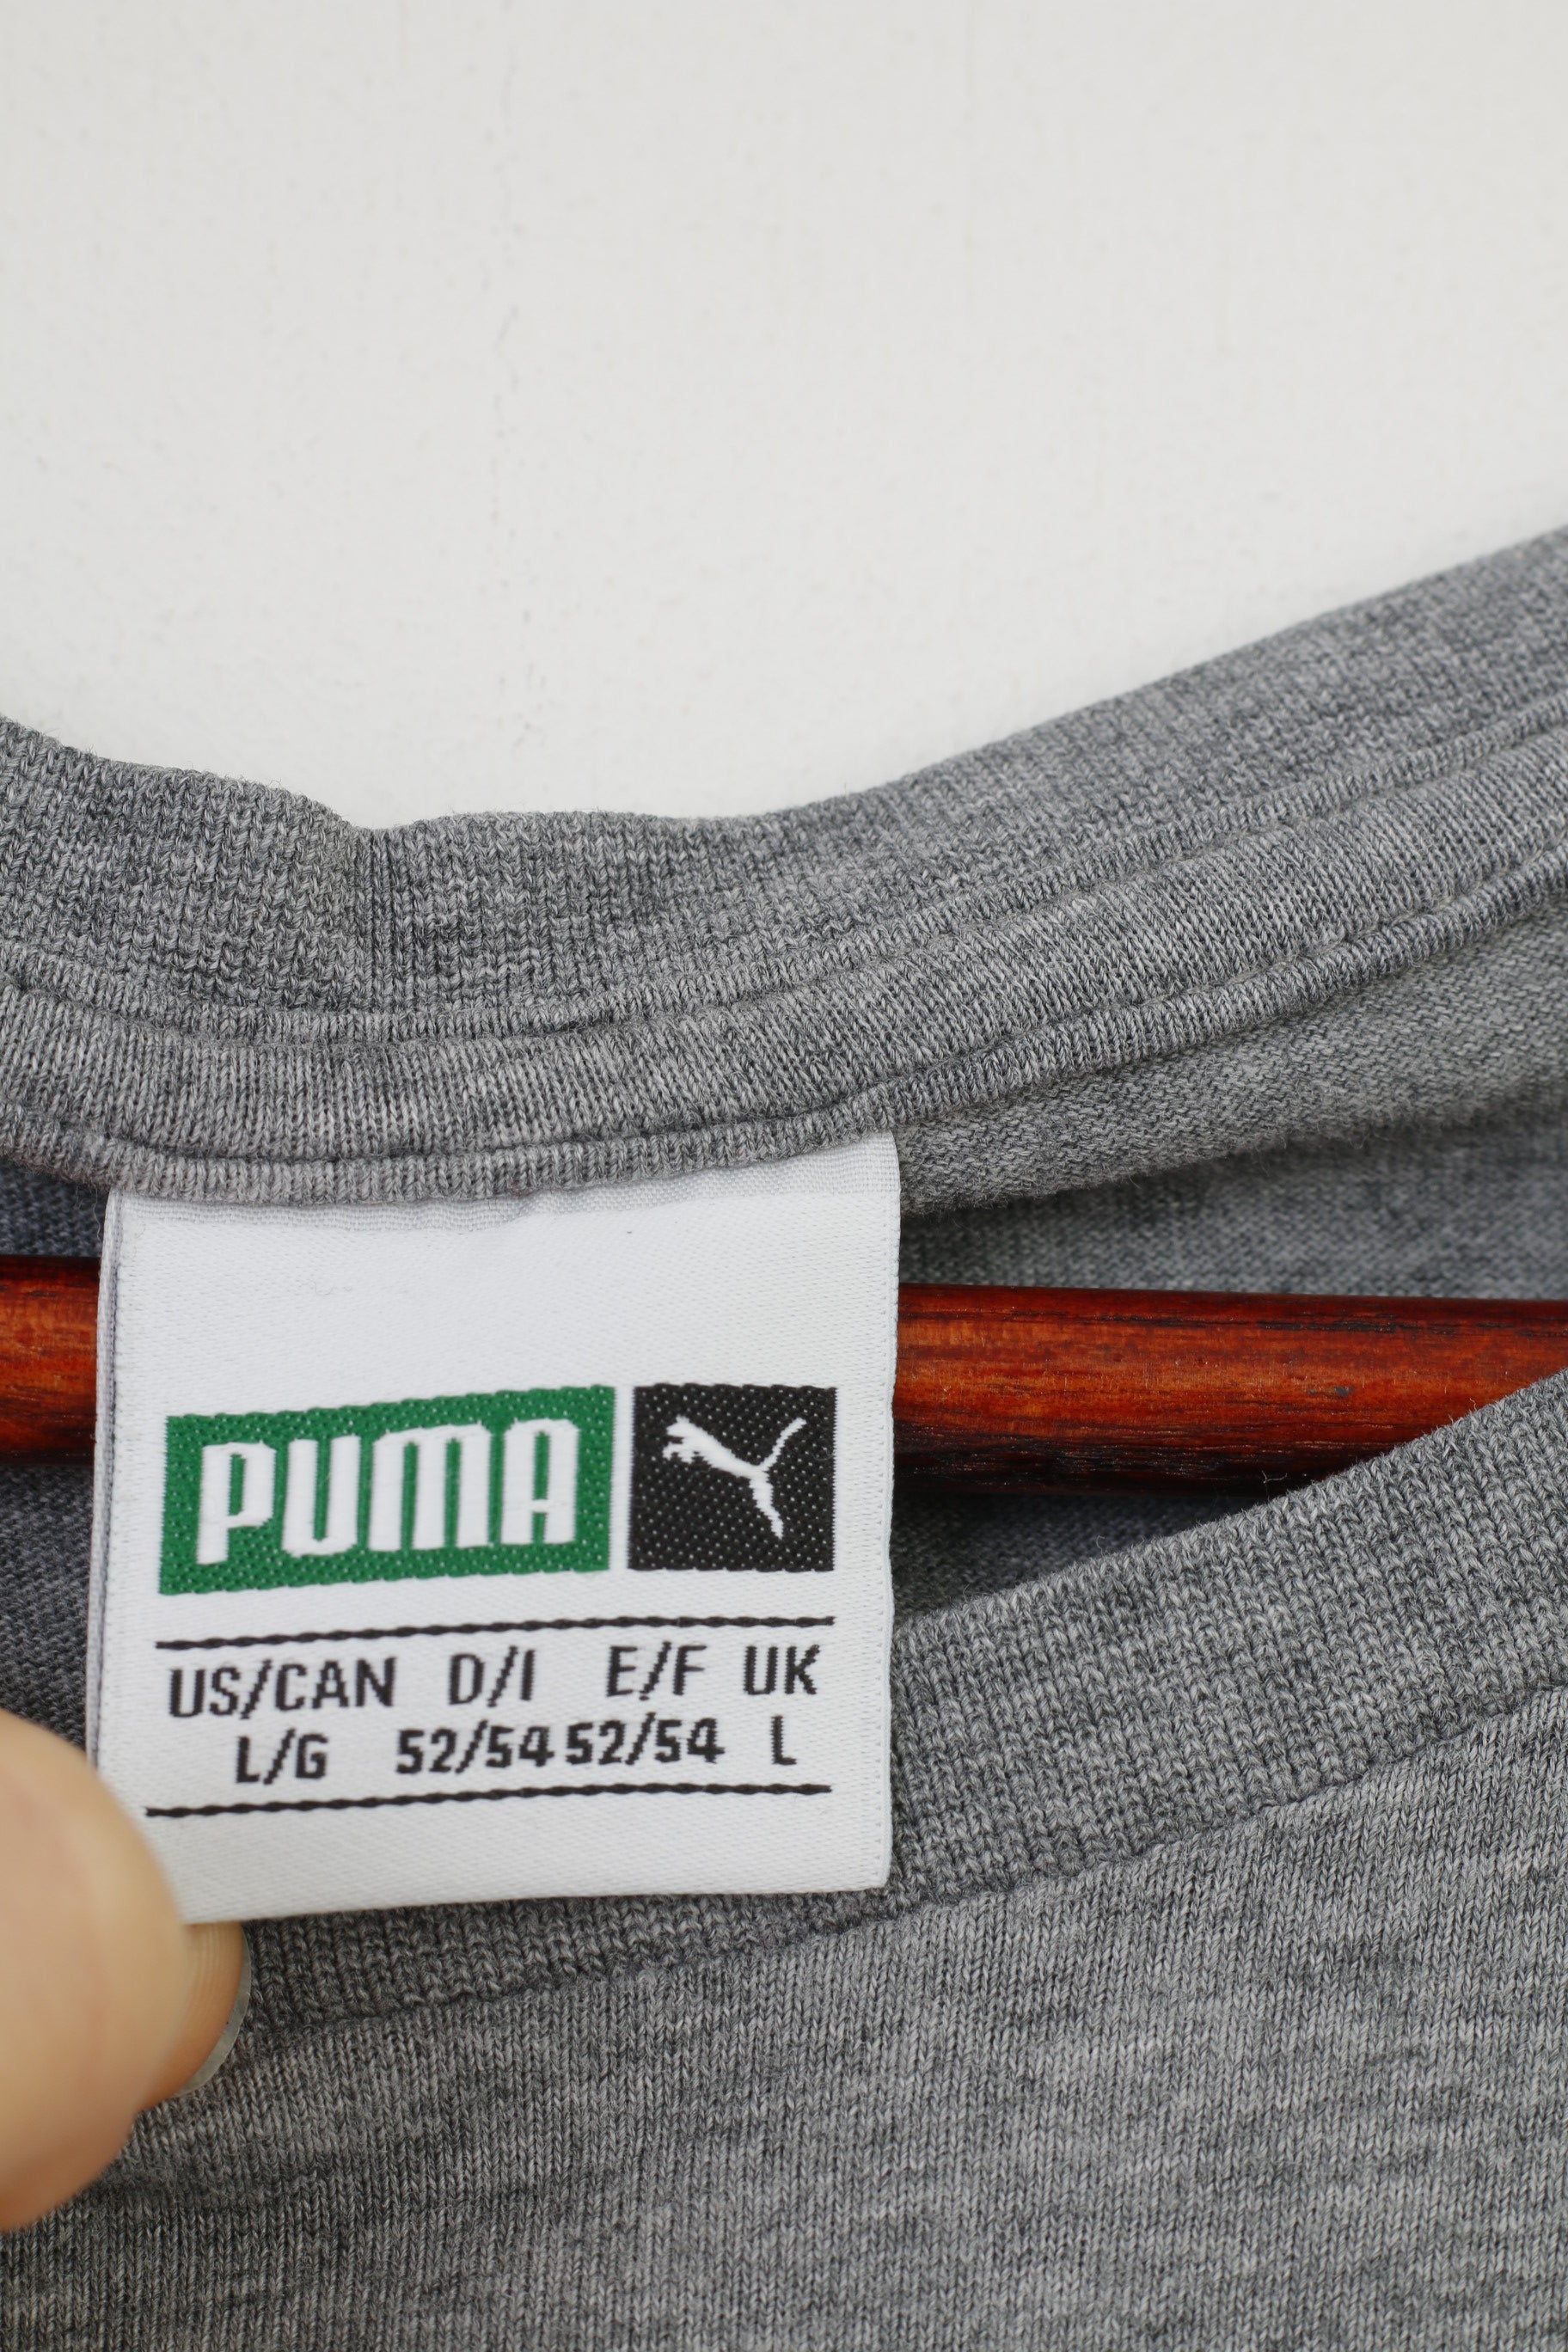 PUMA
US/CAN D/I E/F UK
L/G 52/54 52/54 L